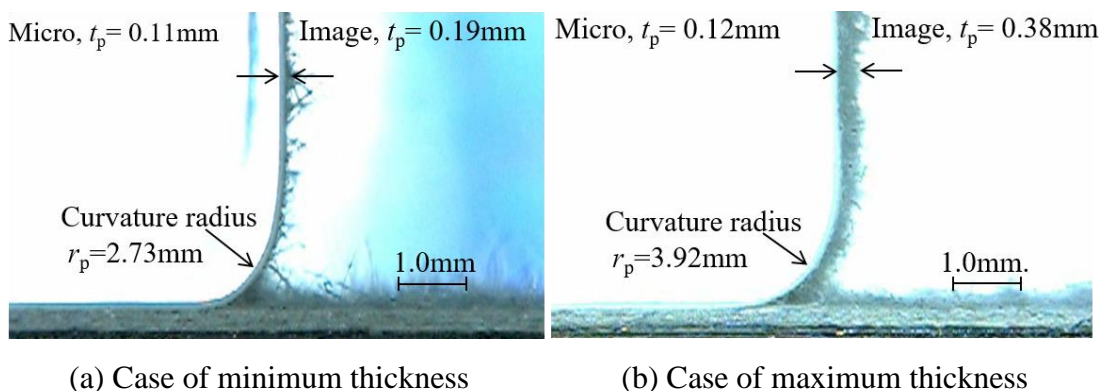 Micro, tp= 0.11mm
Image, tp= 0.19mm
Curvature radius
rp=2.73mm
1.0mm
(a) Case of minimum thickness
Micro, tp= 0.12mm
Image, tp= 0.38mm
Curvature radius
rp=3.92mm
1.0mm.
(b) Case of maximum thickness